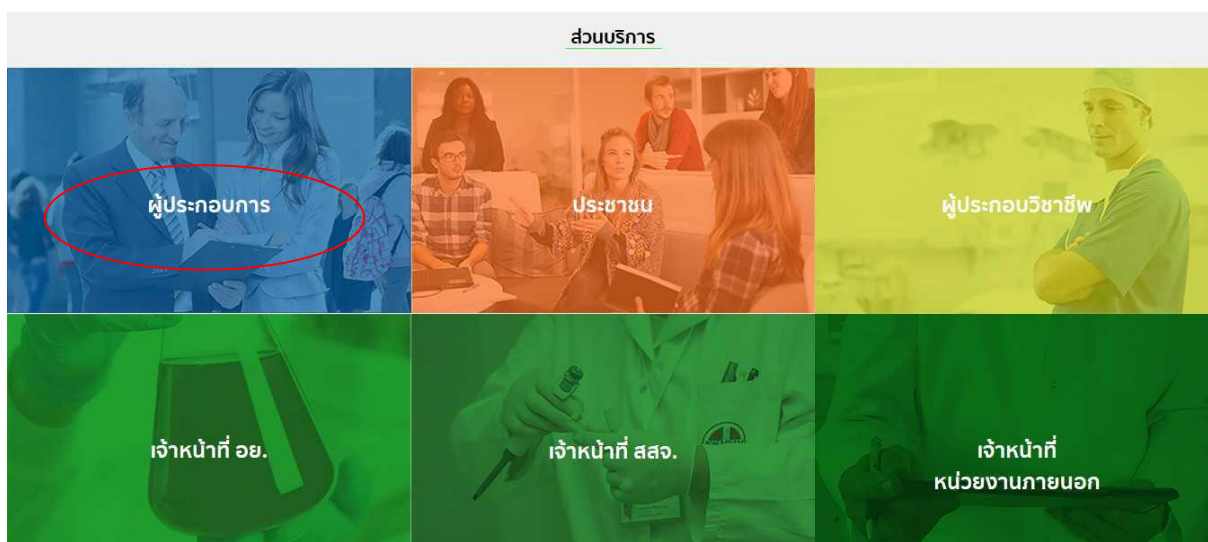 ส่วนบริการ
ผู้ประกอบการ
ประชาชน
ผู้ประกอบวิชาชีพ
เจ้าหน้าที่ อย.
เจ้าหน้าที่ สสจ.
เจ้าหน้าที่
หน่วยงานภายนอก